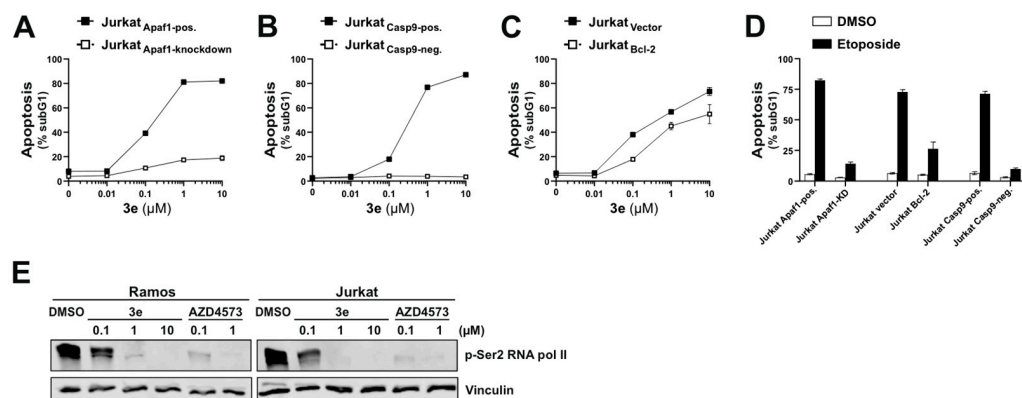 A
Jurkat Apaf1-pos.
Jurkat Apaf1-knockdown
Apoptosis
(% subG1)
100
80
60
40
20
0
0 0.01 0.1 1 10
3e (μM)
B
Jurkat Casp9-pos.
Jurkat Casp9-neg.
Apoptosis
(% subG1)
100
80
60
40
20
0
0 0.01 0.1 1 10
3e (μM)
C
Jurkat Vector
Jurkat Bcl-2
Apoptosis
(% subG1)
100
80
60
40
20
0
0 0.01 0.1 1 10
3e (μM)
D
DMSO
Etoposide
Apoptosis
(% subG1)
100
75
50
25
0
Jurkat Apaf1-pos.
Jurkat Apaf1-KD
Jurkat vector
Jurkat Bcl-2
Jurkat Casp9-pos.
Jurkat Casp9-neg.
E
Ramos Jurkat
DMSO 3e AZD4573 DMSO 3e AZD4573
0.1 1 10 0.1 1 0.1 1 10 0.1 1 (μM)
p-Ser2 RNA pol II
Vinculin